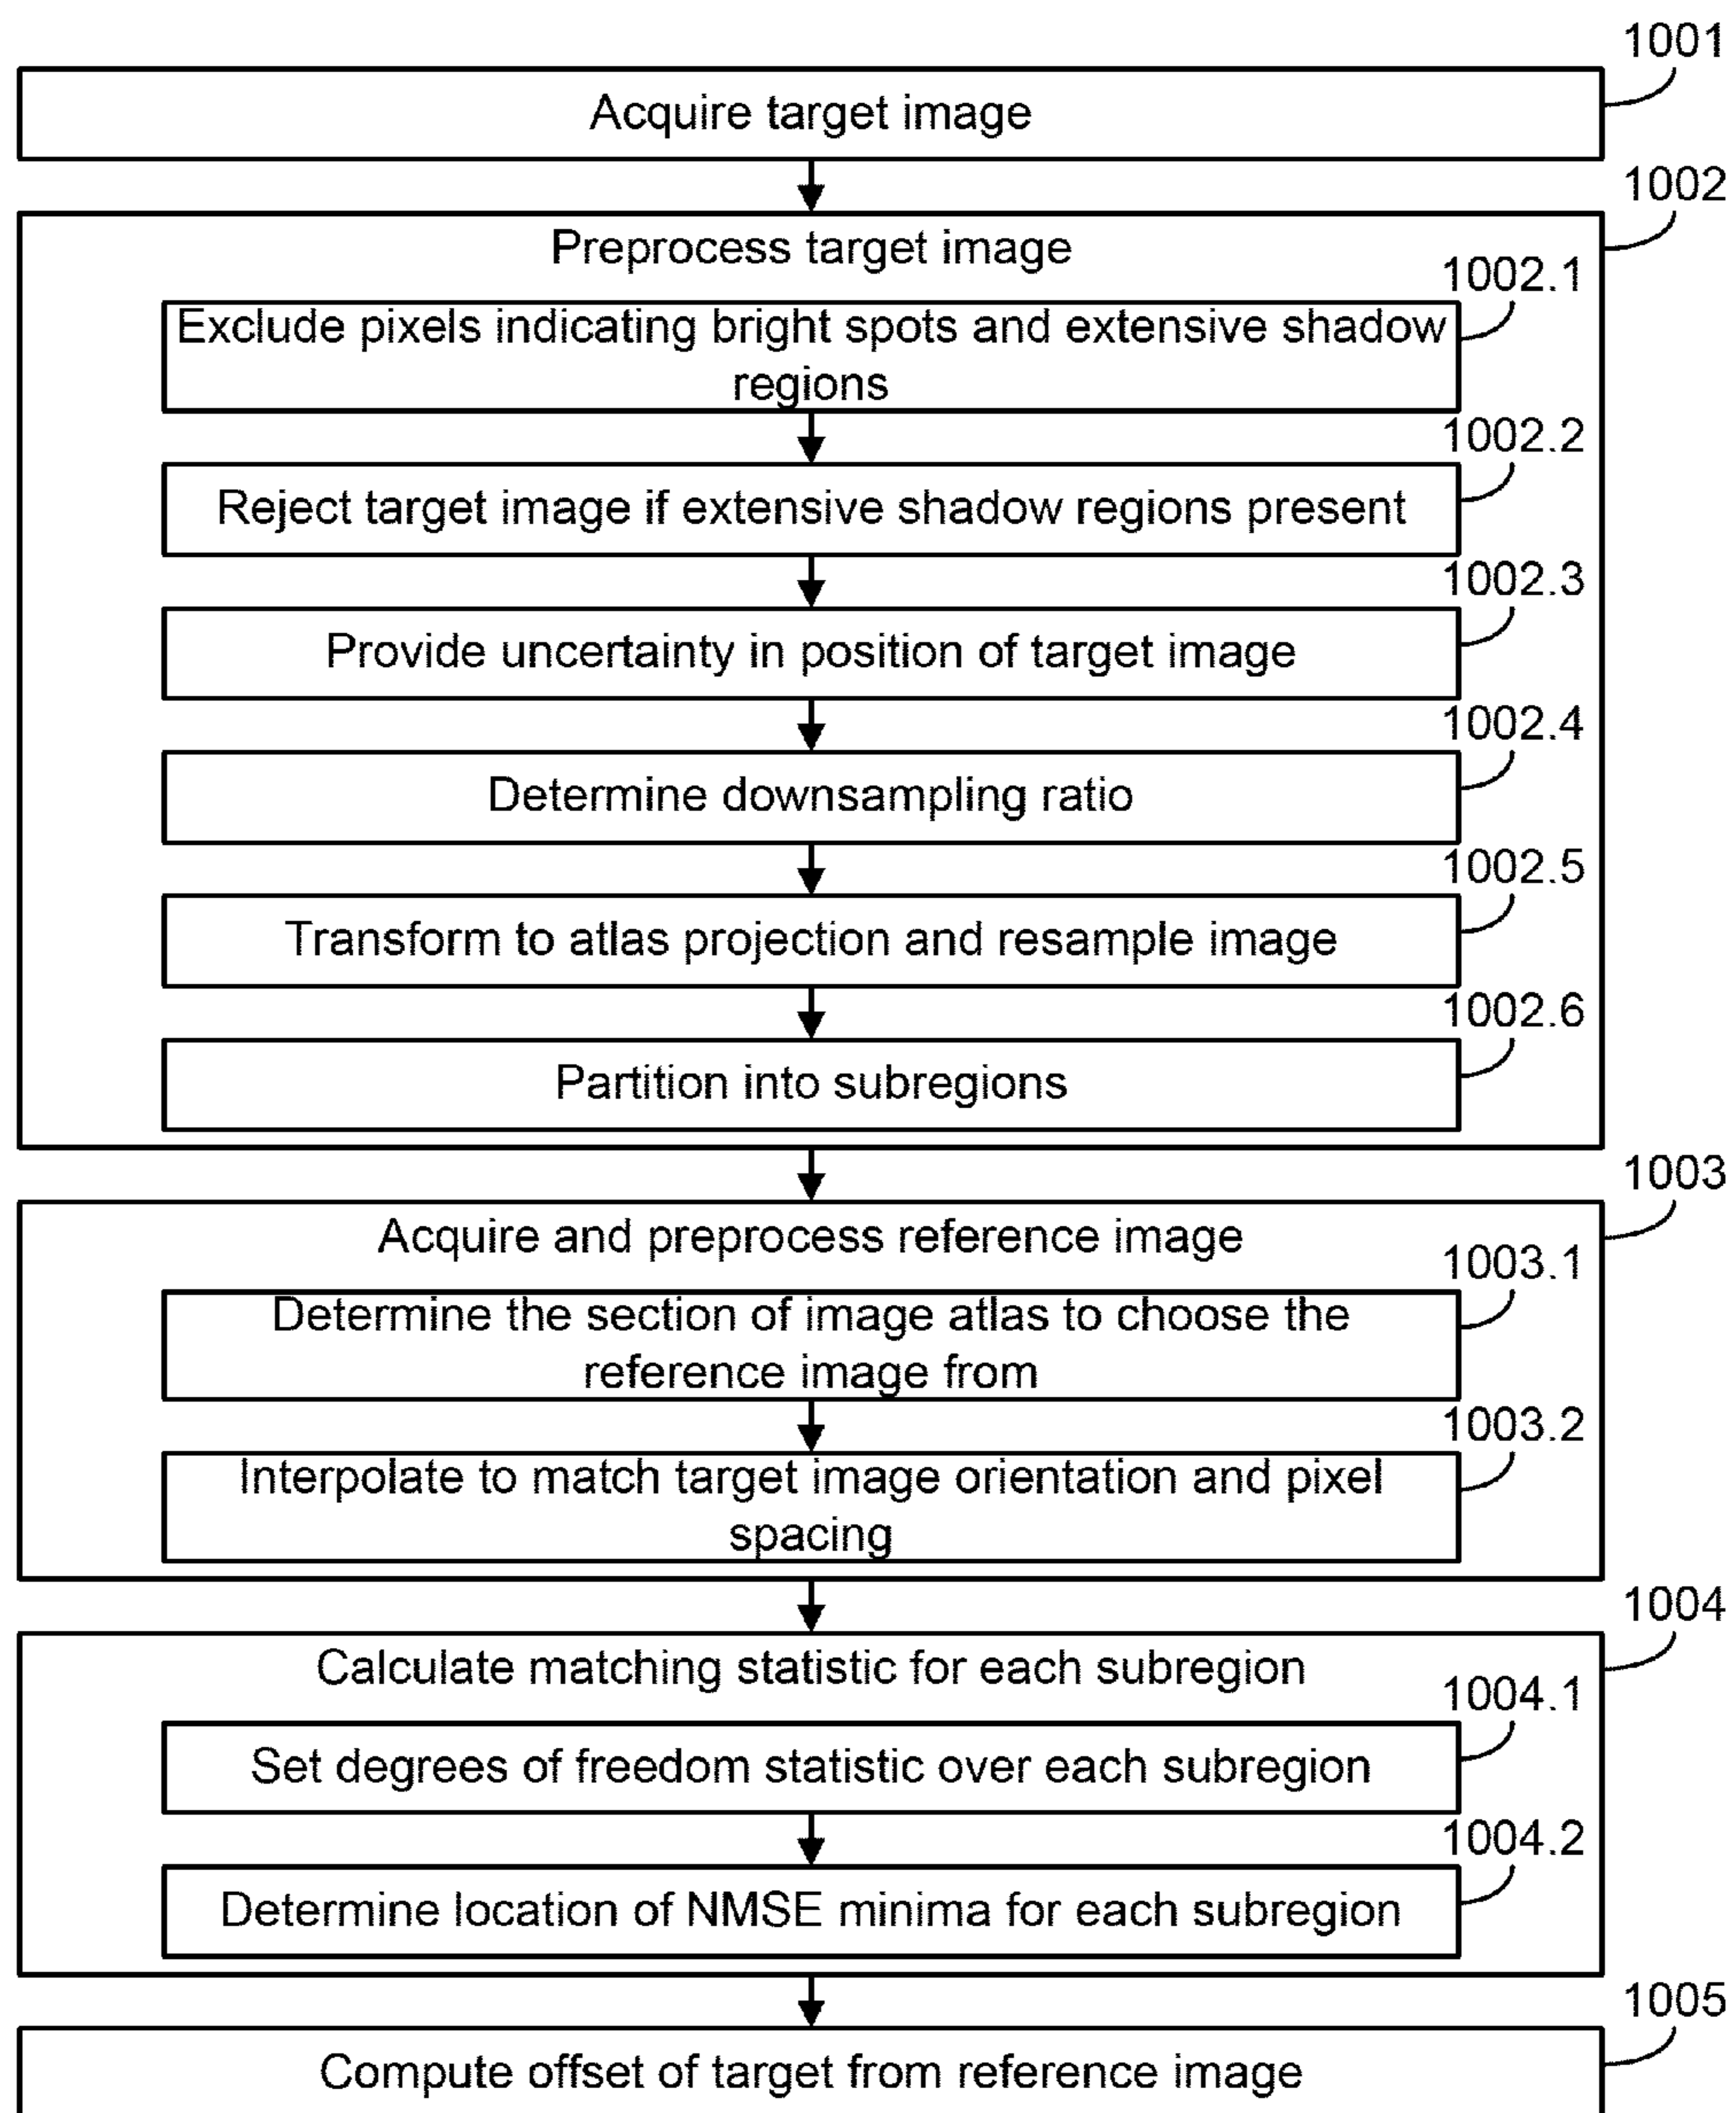 1001
Acquire target image
1002
Preprocess target image
1002.1
Exclude pixels indicating bright spots and extensive shadow
regions
1002.2
Reject target image if extensive shadow regions present
1002.3
Provide uncertainty in position of target image
1002.4
Determine downsampling ratio
1002.5
Transform to atlas projection and resample image
1002.6
Partition into subregions
1003
Acquire and preprocess reference image
1003.1
Determine the section of image atlas to choose the
reference image from
1003.2
Interpolate to match target image orientation and pixel
spacing
1004
Calculate matching statistic for each subregion
1004.1
Set degrees of freedom statistic over each subregion
1004.2
Determine location of NMSE minima for each subregion
1005
Compute offset of target from reference image